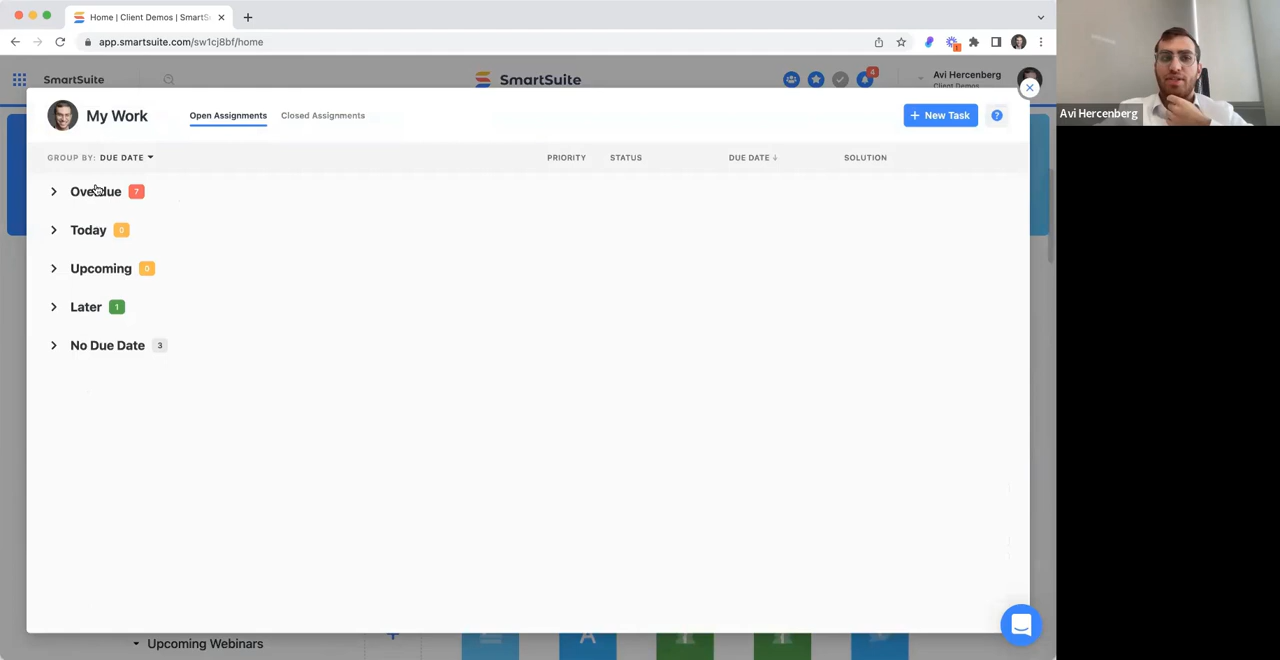 Home | Client Demos | SmartS
app.smartsuite.com/sw1cj8bf/home
SmartSuite
SmartSuite
4
Avi Hercenberg
Client Demos
My Work
Open Assignments
Closed Assignments
+ New Task
?
GROUP BY: DUE DATE
PRIORITY
STATUS
DUE DATE
SOLUTION
Overdue 7
Today 0
Upcoming 0
Later 1
No Due Date 3
Upcoming Webinars
A
Avi Hercenberg